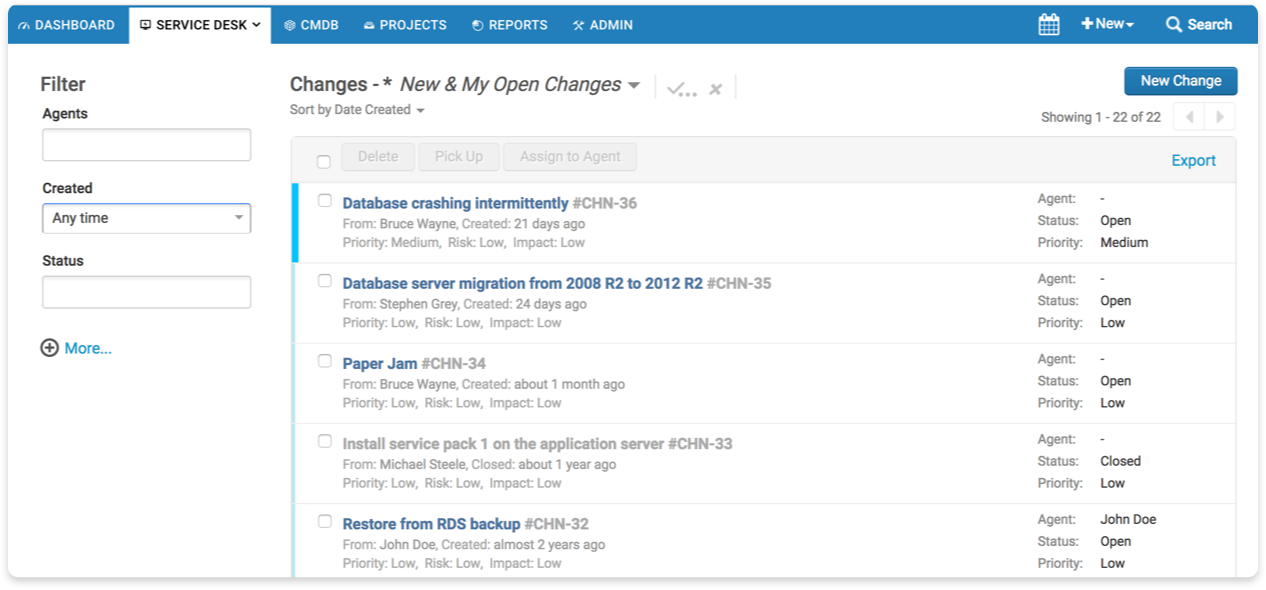 DASHBOARD SERVICE DESK CMDB PROJECTS REPORTS ADMIN New Search
Filter
Agents
Created
Any time
Status
More...
Changes - * New & My Open Changes
Sort by Date Created
New Change
Showing 1 - 22 of 22
Delete Pick Up Assign to Agent Export
Database crashing intermittently #CHN-36
From: Bruce Wayne, Created: 21 days ago
Priority: Medium, Risk: Low, Impact: Low
Agent: -
Status: Open
Priority: Medium
Database server migration from 2008 R2 to 2012 R2 #CHN-35
From: Stephen Grey, Created: 24 days ago
Priority: Low, Risk: Low, Impact: Low
Agent: -
Status: Open
Priority: Low
Paper Jam #CHN-34
From: Bruce Wayne, Created: about 1 month ago
Priority: Low, Risk: Low, Impact: Low
Agent: -
Status: Open
Priority: Low
Install service pack 1 on the application server #CHN-33
From: Michael Steele, Closed: about 1 year ago
Priority: Low, Risk: Low, Impact: Low
Agent: -
Status: Closed
Priority: Low
Restore from RDS backup #CHN-32
From: John Doe, Created: almost 2 years ago
Priority: Low, Risk: Low, Impact: Low
Agent: John Doe
Status: Open
Priority: Low